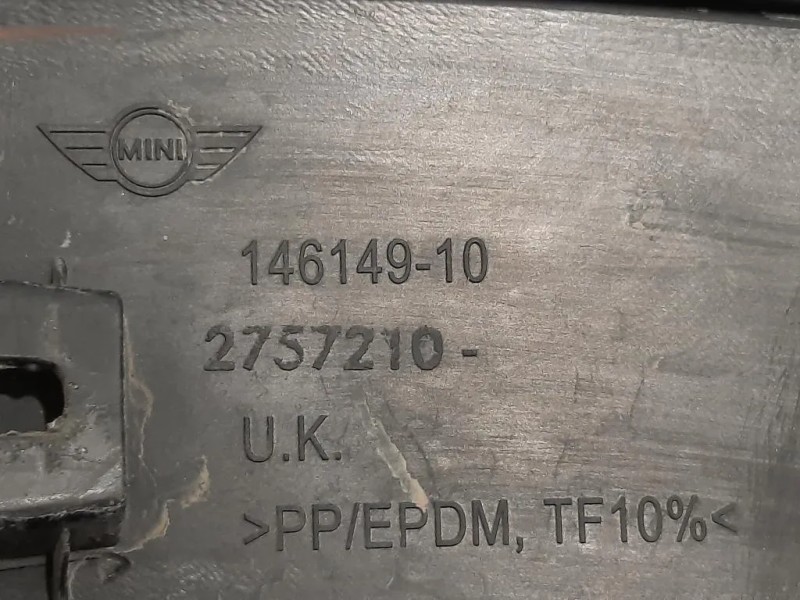 MINI
146149-10
2757210-
U.K.
>PP/EPDM, TF10%<